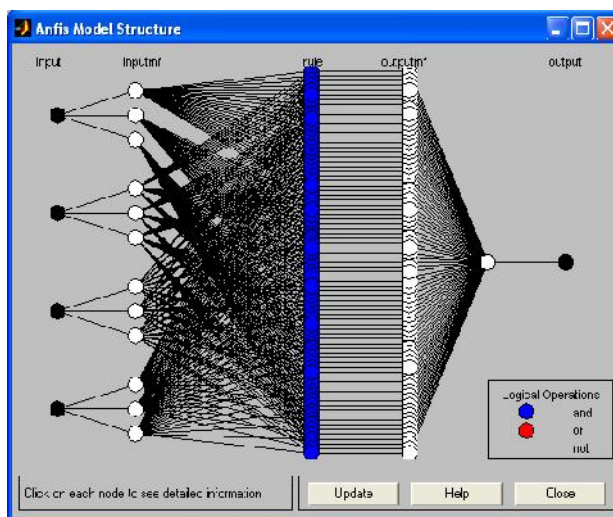 Anfis Model Structure
input inputmf rule outputmf output
Logical Operations
and
or
not
Click on each node to see detailed information
Update Help Close